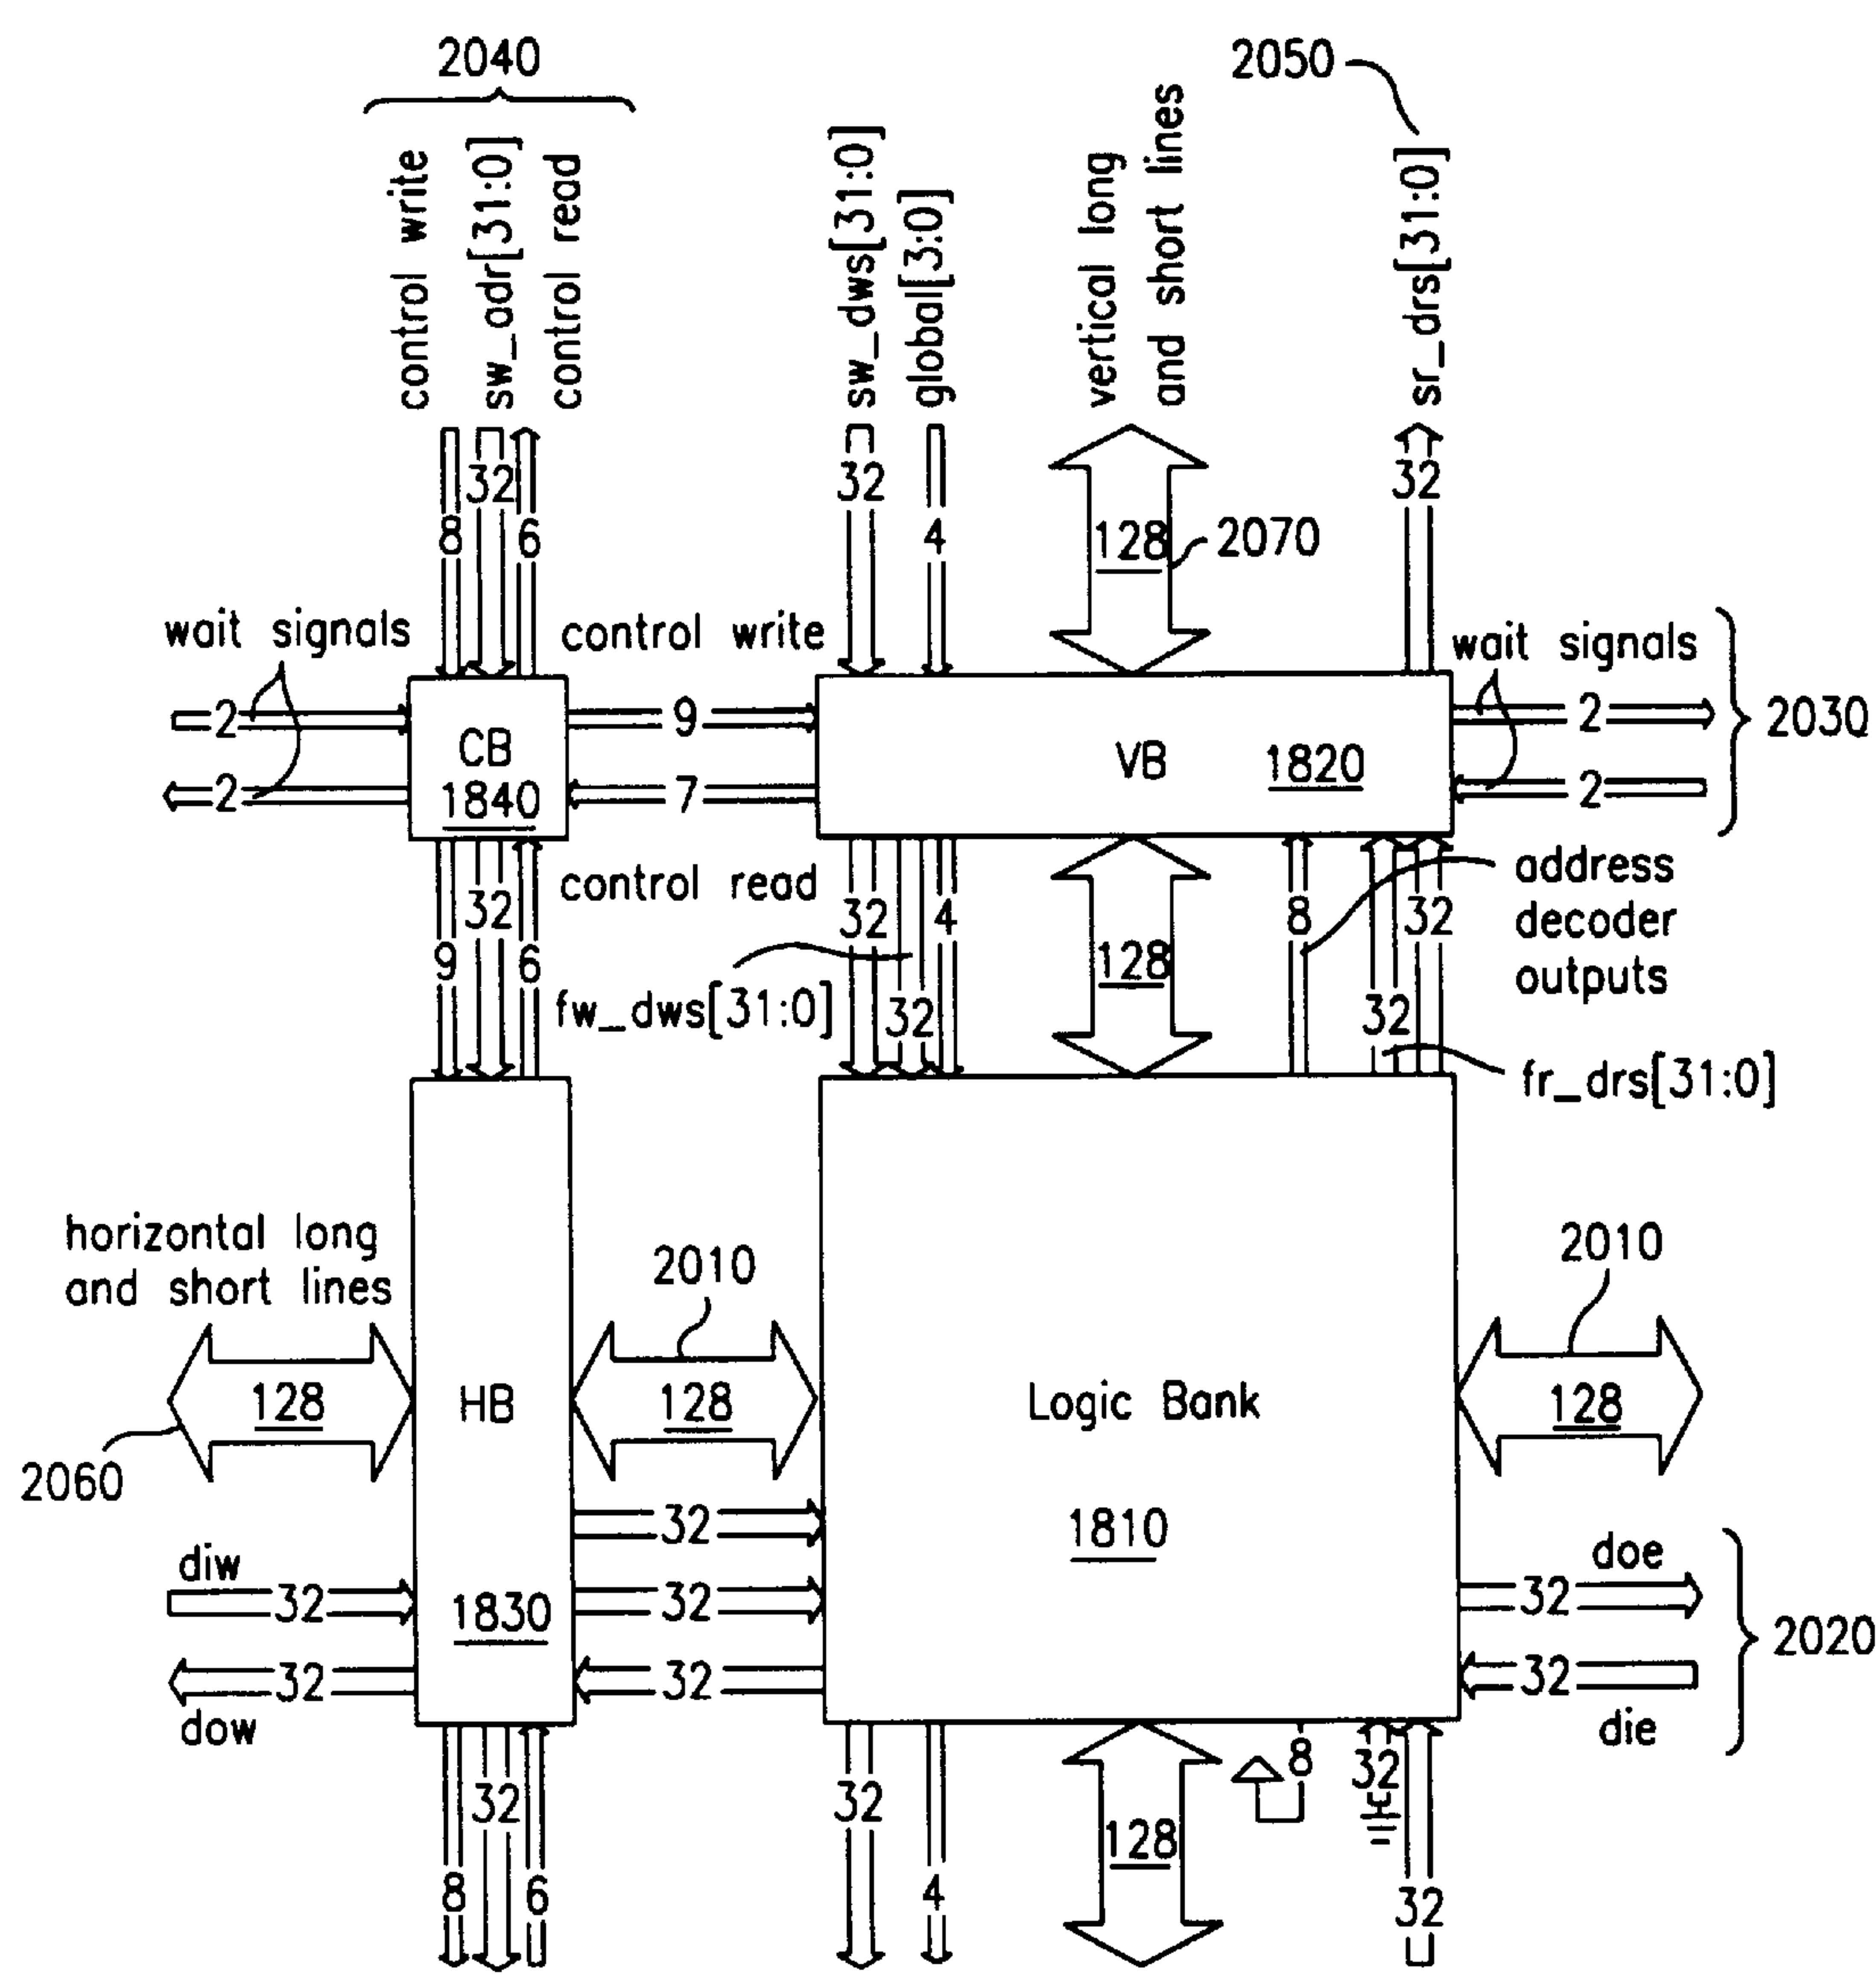 2040
2050
control write
sw_adr[31:0]
control read
sw_dws[31:0]
global[3:0]
vertical long
and short lines
sr_drs[31:0]
32
32
32
8
6
4
128
2070
wait signals
control write
wait signals
2
9
2
2030
CB
1840
VB
1820
2
7
2
control read
address
decoder
outputs
32
32
4
8
32
9
6
128
fw_dws[31:0]
32
32
fr_drs[31:0]
horizontal long
and short lines
2010
2010
128
HB
128
Logic Bank
128
2060
32
1810
diw
doe
32
1830
32
32
2020
32
32
32
dow
die
8
32
32
32
128
8
6
4
32